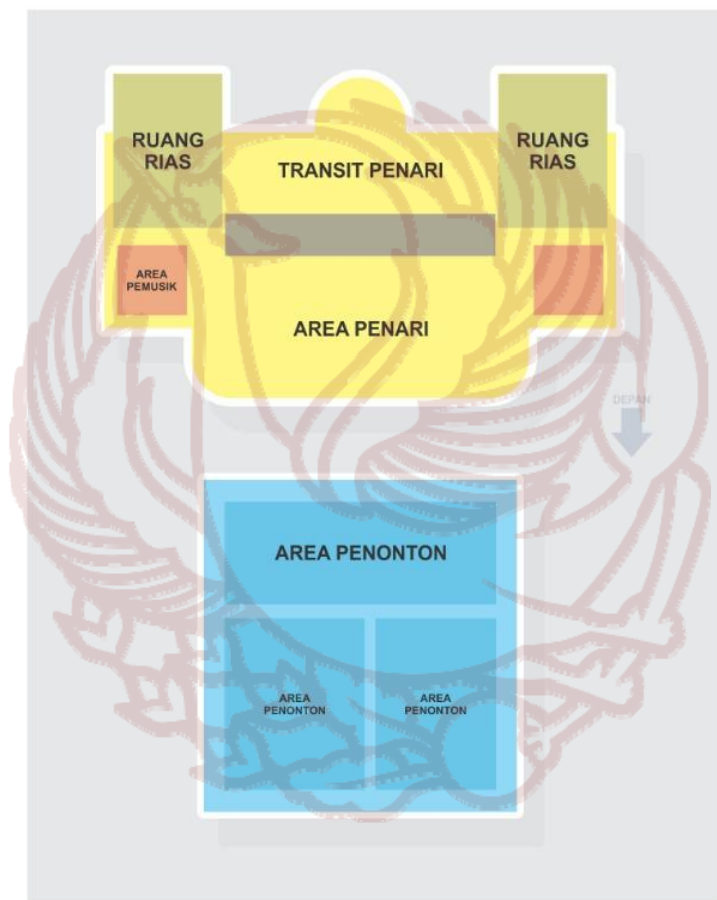 RUANG
RIAS
TRANSIT PENARI
RUANG
RIAS
AREA
PEMUSIK
AREA PENARI
DEPAN
AREA PENONTON
AREA
PENONTON
AREA
PENONTON